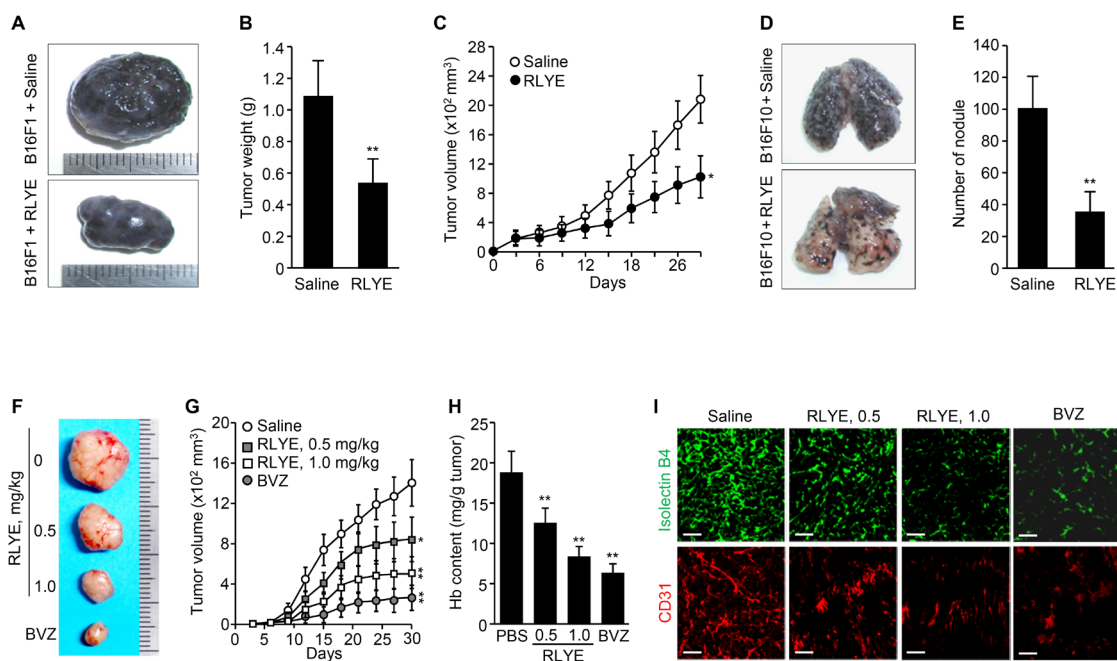 A
B16F1 + Saline
B16F1 + RLYE
B
Tumor weight (g)
1.4
1.2
1.0
0.8
0.6
0.4
0.2
0
**
Saline RLYE
C
Tumor volume (x10² mm³)
28
24
20
16
12
8
4
0
Saline
RLYE
*
0 6 12 18 26
Days
D
B16F10 + Saline
B16F10 + RLYE
E
Number of nodule
140
120
100
80
60
40
20
0
**
Saline RLYE
F
RLYE, mg/kg
0
0.5
1.0
BVZ
G
Tumor volume (x10² mm³)
20
16
12
8
4
0
Saline
RLYE, 0.5 mg/kg
RLYE, 1.0 mg/kg
BVZ
*
**
**
0 5 10 15 20 25 30
Days
H
Hb content (mg/g tumor)
25
20
15
10
5
0
**
**
**
PBS 0.5 1.0 BVZ
RLYE
I
Saline RLYE, 0.5 RLYE, 1.0 BVZ
Isolectin B4
CD31